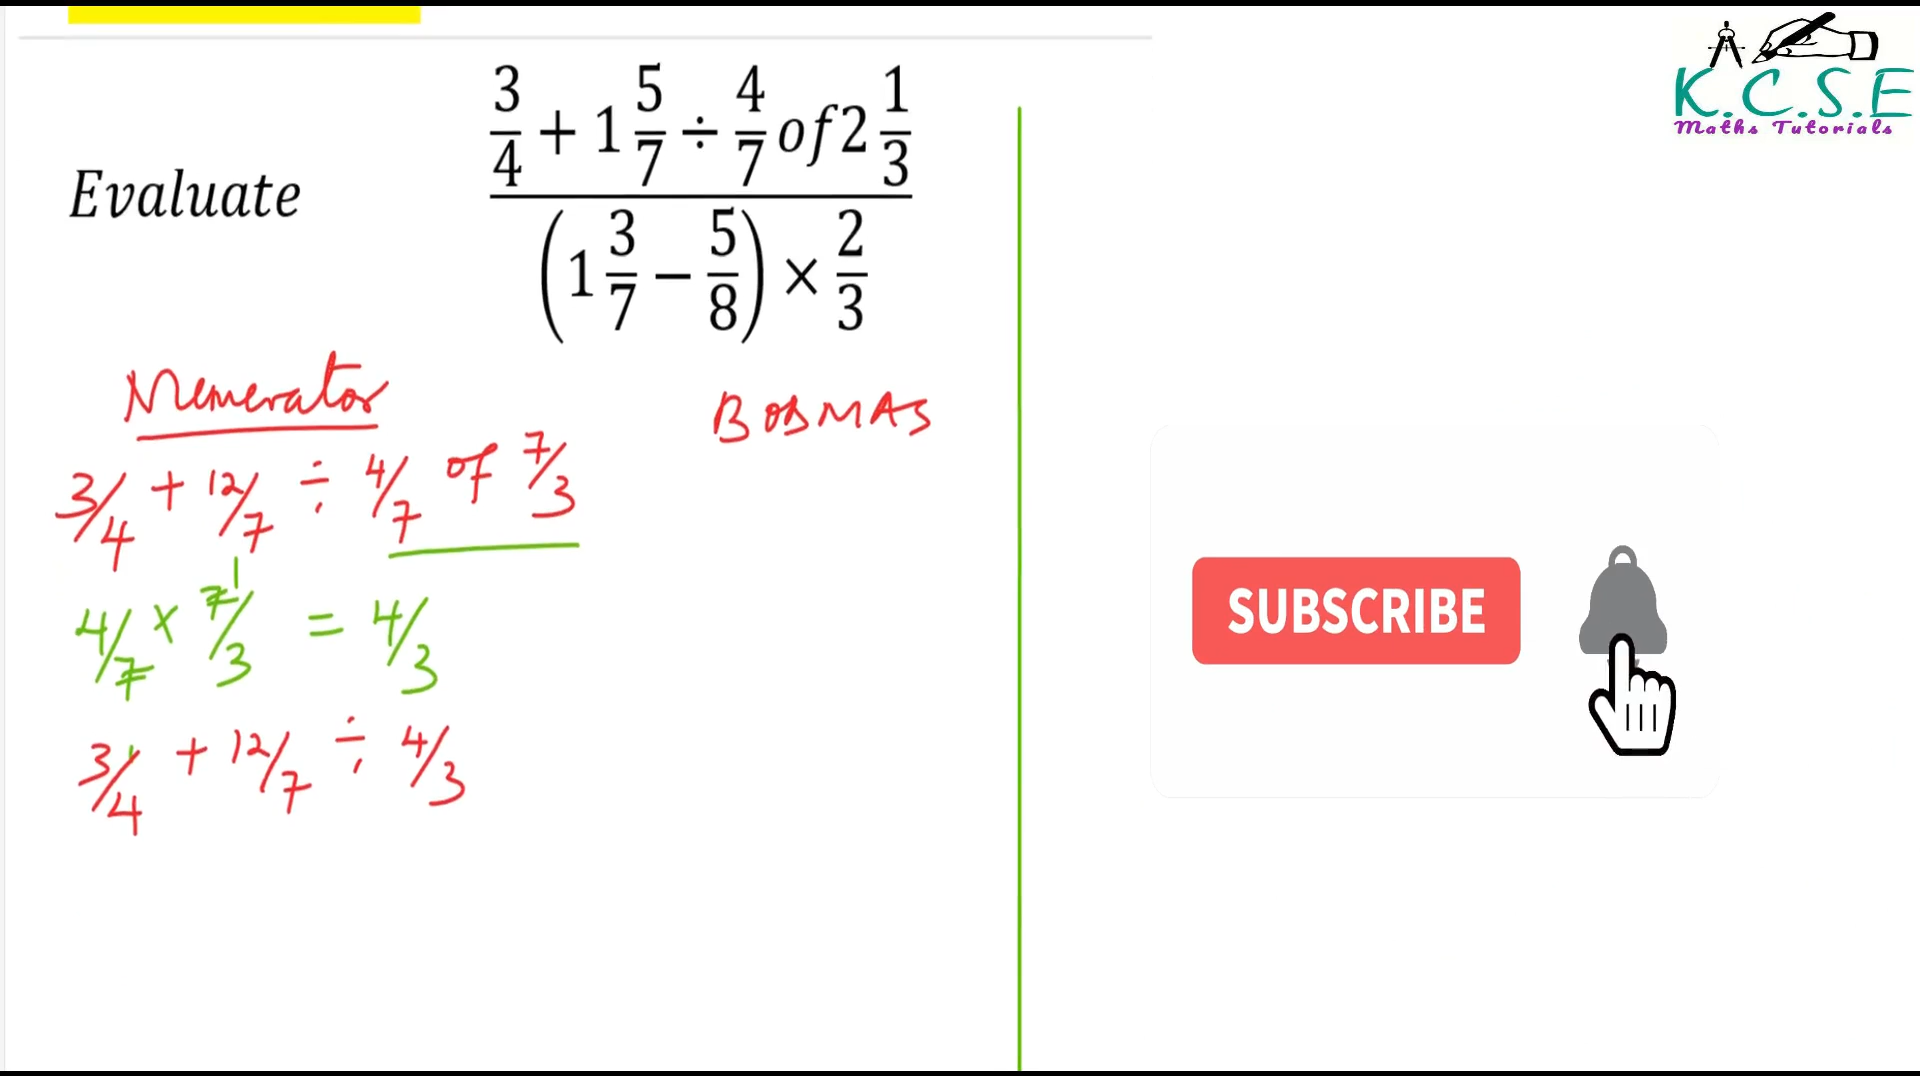 K.C.S.E
Maths Tutorials
Evaluate
3/4 + 1 5/7 ÷ 4/7 of 2 1/3
(1 3/7 − 5/8) × 2/3
Numerator
BODMAS
3/4 + 12/7 ÷ 4/7 of 7/3
1
4/7 × 7/3 = 4/3
3/4 + 12/7 ÷ 4/3
SUBSCRIBE